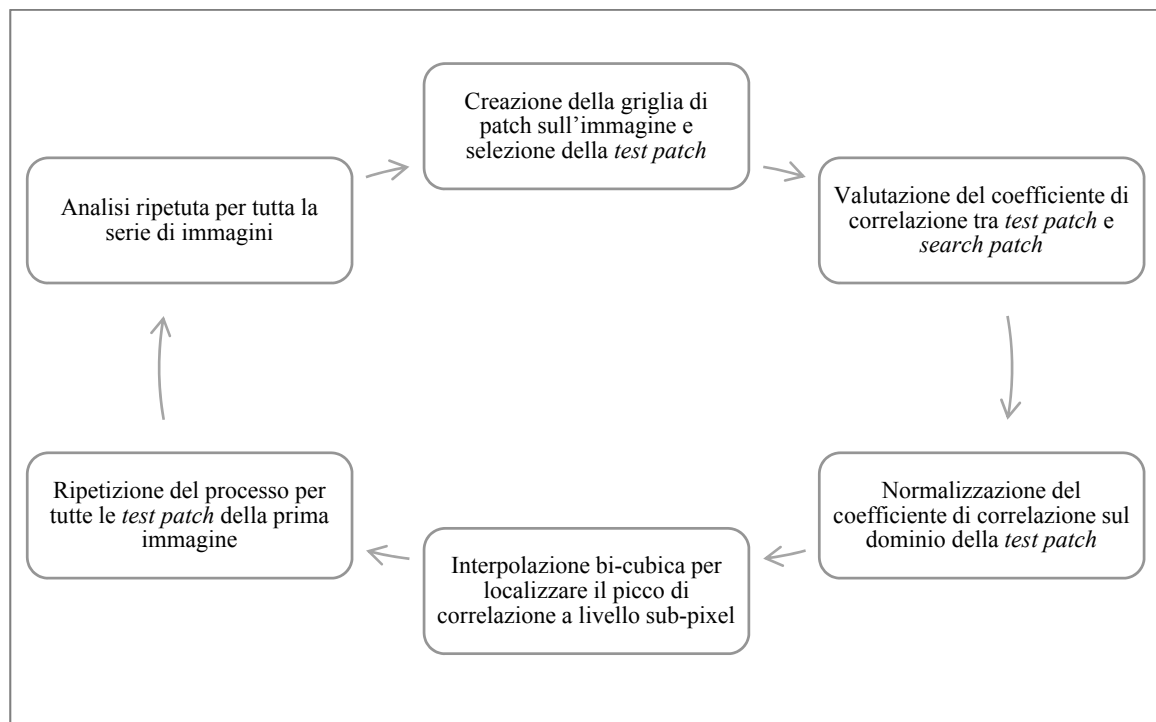 Creazione della griglia di
patch sull’immagine e
selezione della test patch
Valutazione del coefficiente di
correlazione tra test patch e
search patch
Normalizzazione del
coefficiente di correlazione sul
dominio della test patch
Interpolazione bi-cubica per
localizzare il picco di
correlazione a livello sub-pixel
Ripetizione del processo per
tutte le test patch della prima
immagine
Analisi ripetuta per tutta la
serie di immagini